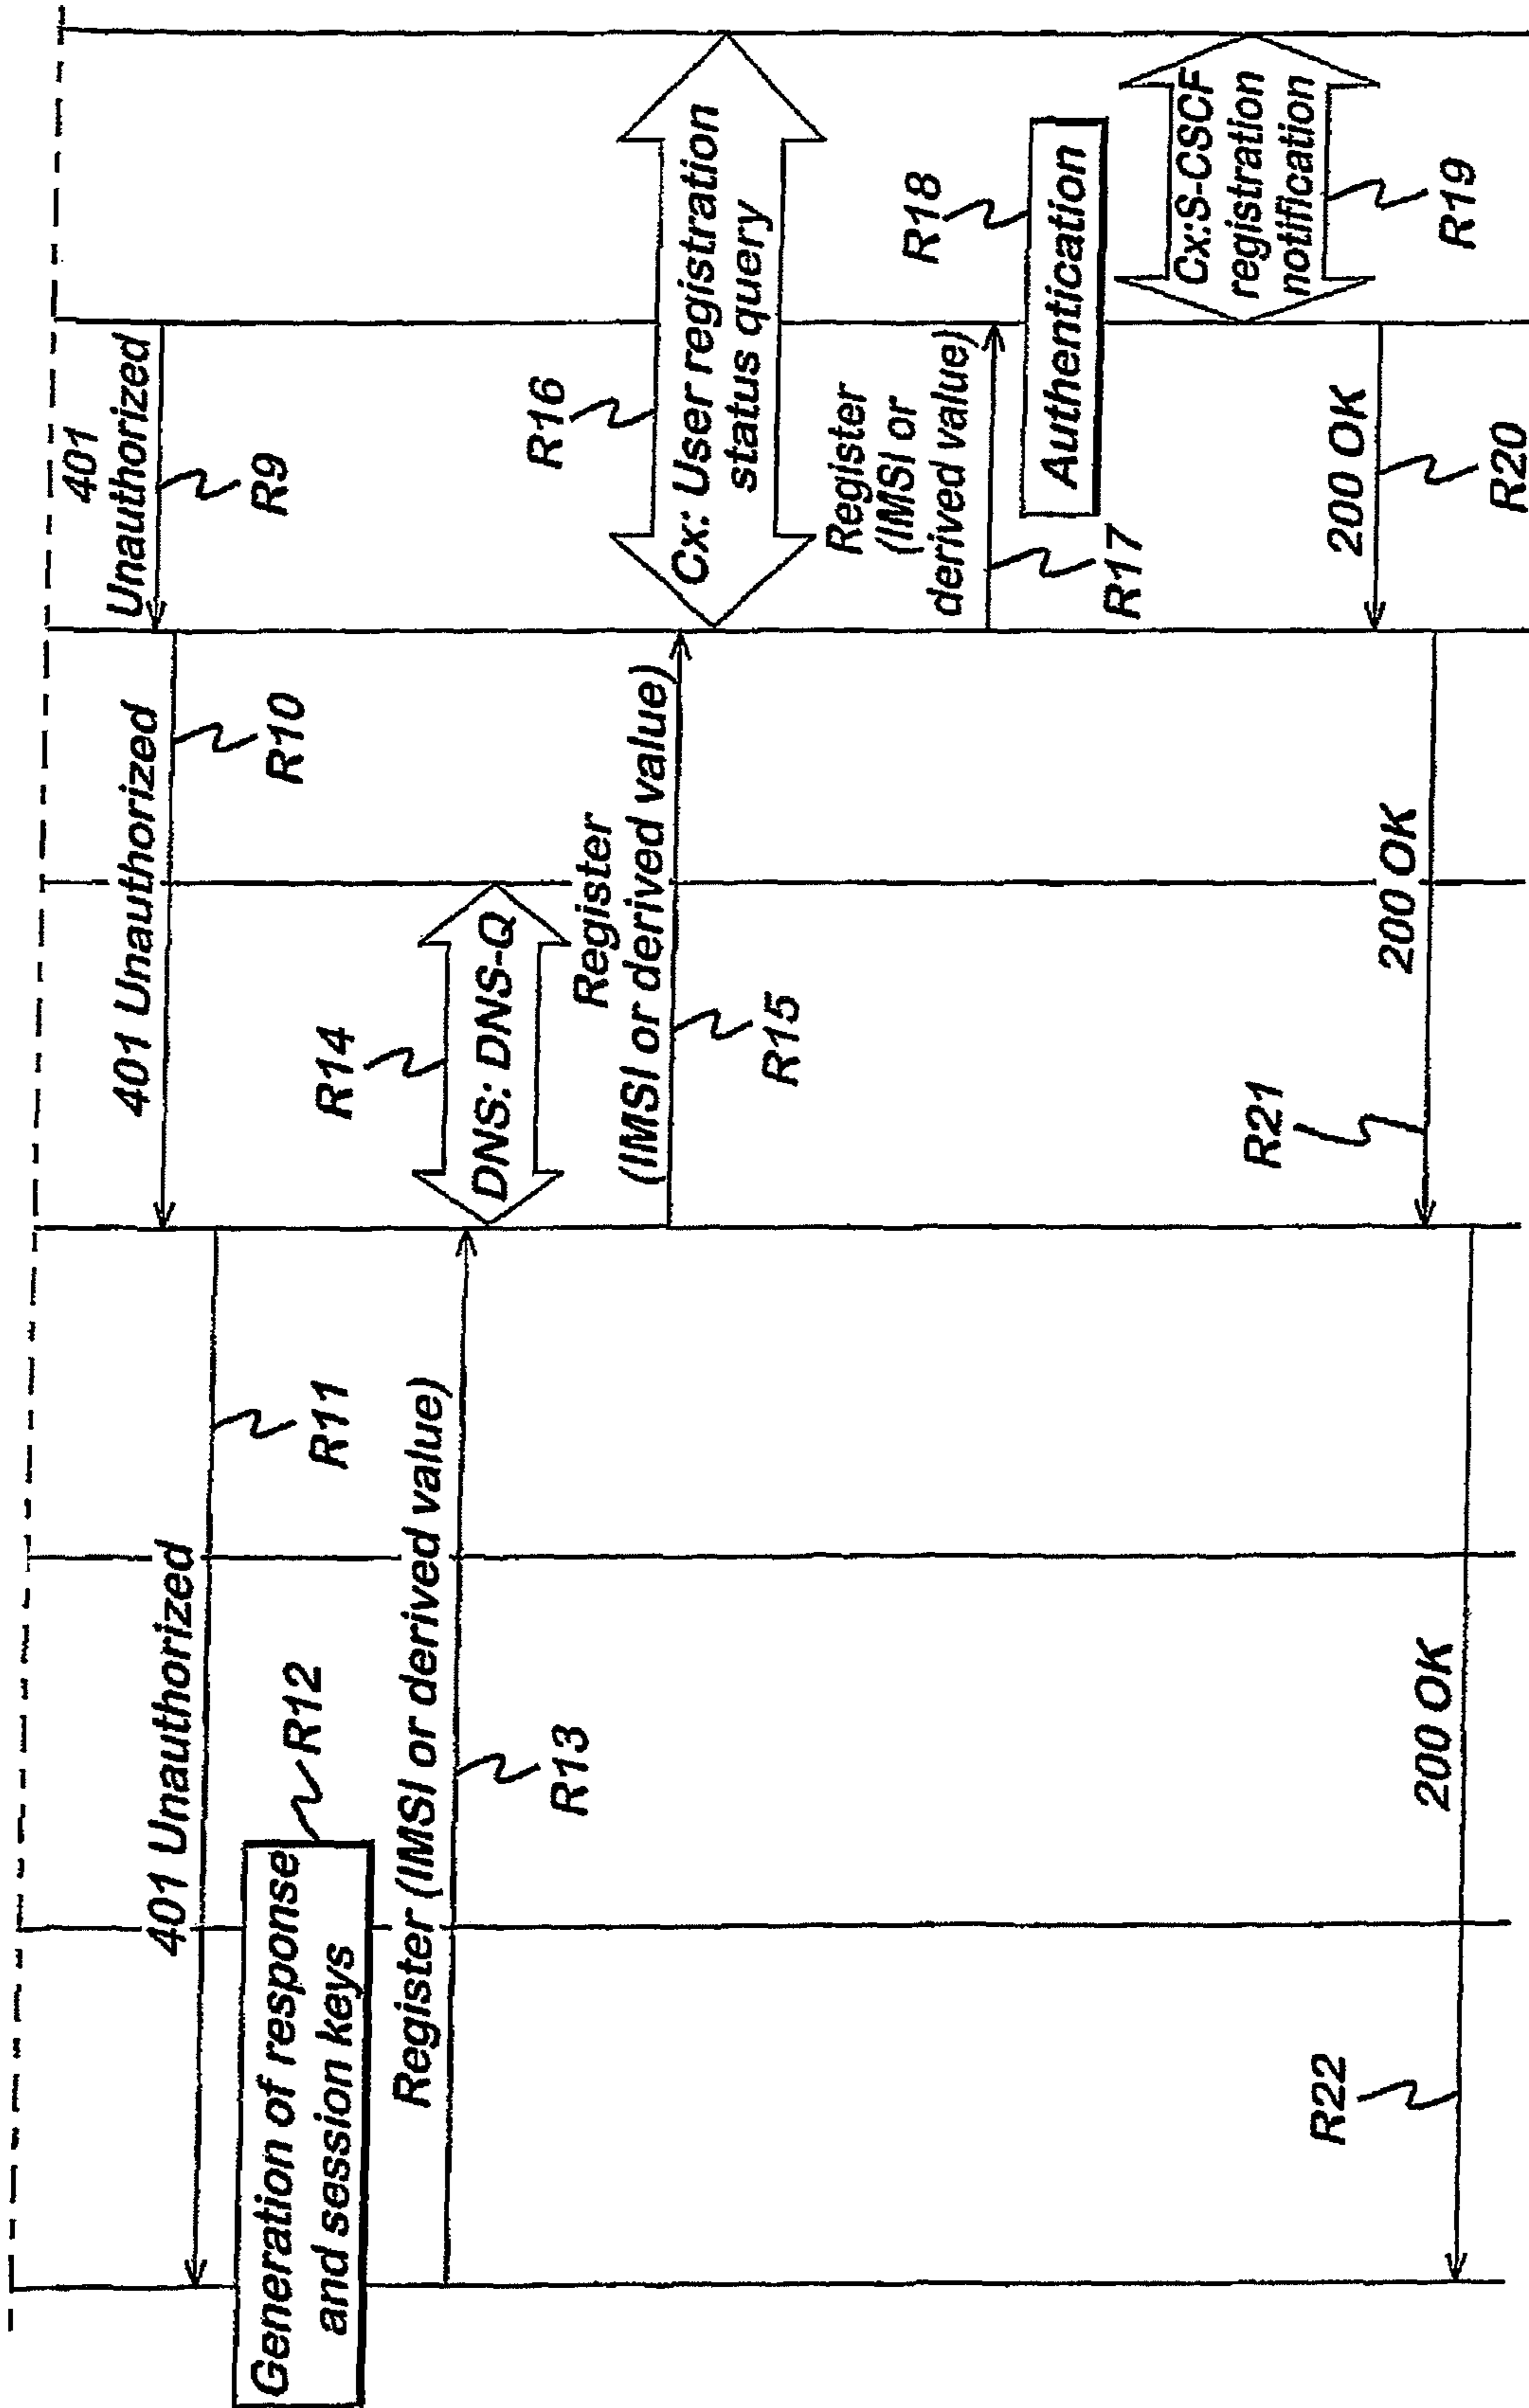 401
Unauthorized
R9
401 Unauthorized
R10
401 Unauthorized
R11
Generation of response
and session keys
R12
Register (IMSI or derived value)
R13
R14
DNS: DNS-Q
Register
(IMSI or derived value)
R15
R16
Cx: User registration
status query
Register
(IMSI or
derived value)
R17
R18
Authentication
Cx:S-CSCF
registration
notification
R19
200 OK
R20
200 OK
R21
200 OK
R22